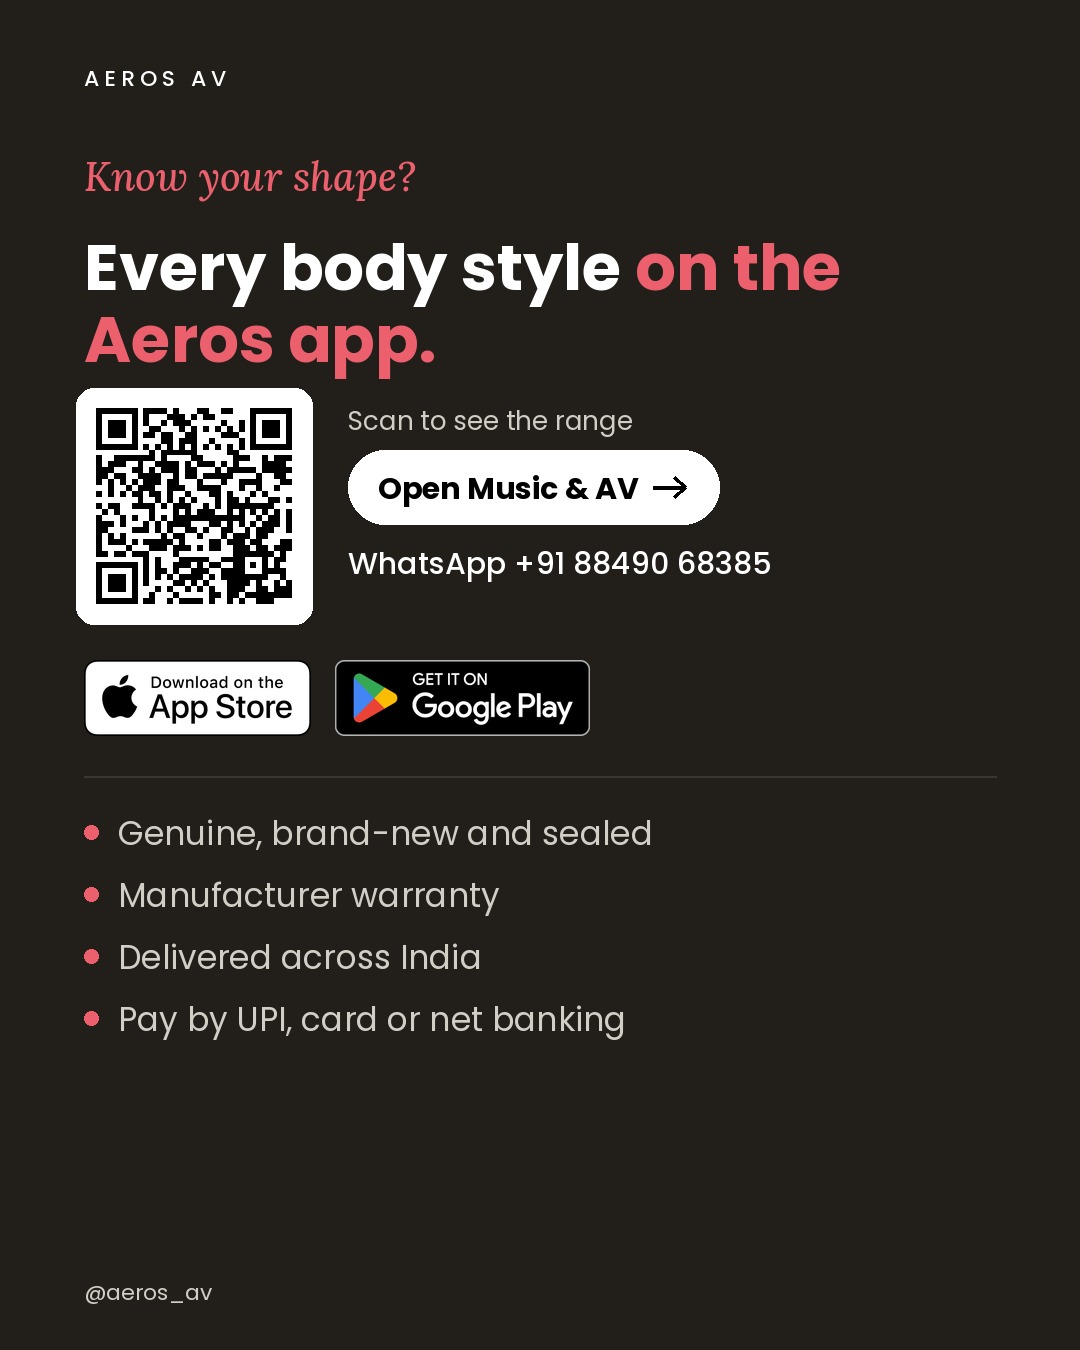 AEROS AV
Know your shape?
Every body style on the
Aeros app.
Scan to see the range
Open Music & AV →
WhatsApp +91 88490 68385
Download on the
App Store
GET IT ON
Google Play
Genuine, brand-new and sealed
Manufacturer warranty
Delivered across India
Pay by UPI, card or net banking
@aeros_av